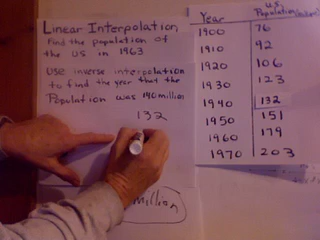 Linear Interpolation
Find the population of
the US in 1963
Use inverse interpolation
to find the year that the
Population was 140 million
132
million
Year U.S. Population (millions)
1900 76
1910 92
1920 106
1930 123
1940 132
1950 151
1960 179
1970 203